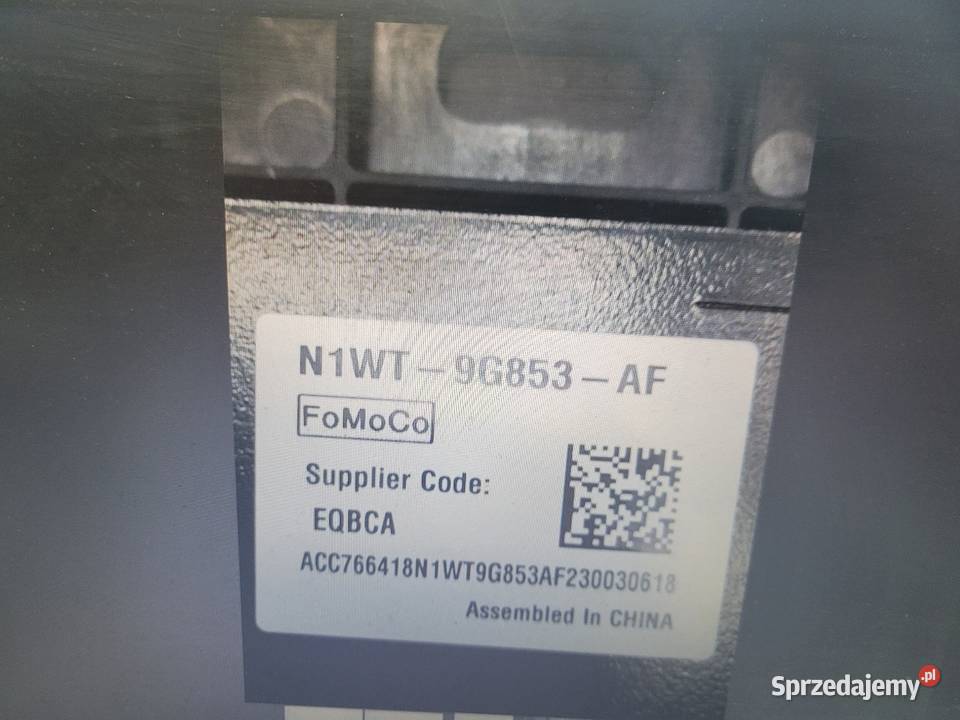 N1WT-9G853-AF
FoMoCo
Supplier Code:
EQBCA
ACC766418N1WT9G853AF230030618
Assembled In CHINA
Sprzedajemy.pl